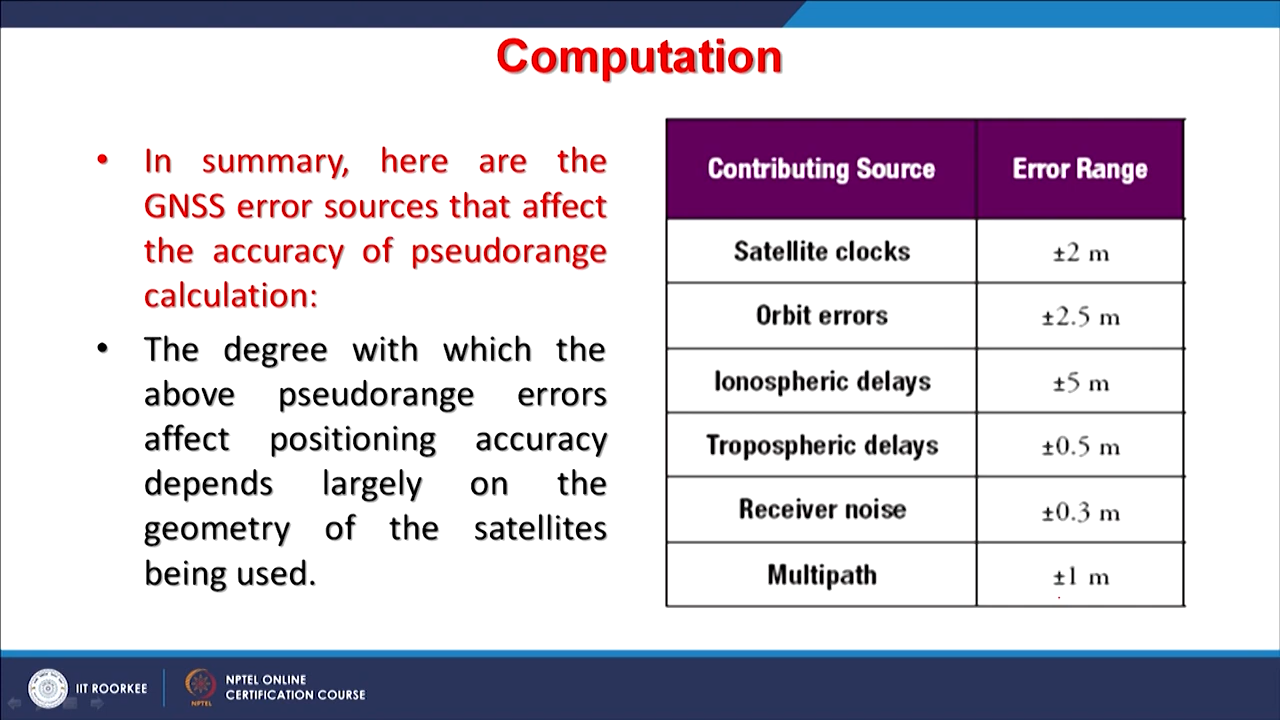 Computation
• In summary, here are the
GNSS error sources that affect
the accuracy of pseudorange
calculation:
• The degree with which the
above pseudorange errors
affect positioning accuracy
depends largely on the
geometry of the satellites
being used.
Contributing Source Error Range
Satellite clocks ±2 m
Orbit errors ±2.5 m
Ionospheric delays ±5 m
Tropospheric delays ±0.5 m
Receiver noise ±0.3 m
Multipath ±1 m
IIT ROORKEE
NPTEL
NPTEL ONLINE
CERTIFICATION COURSE